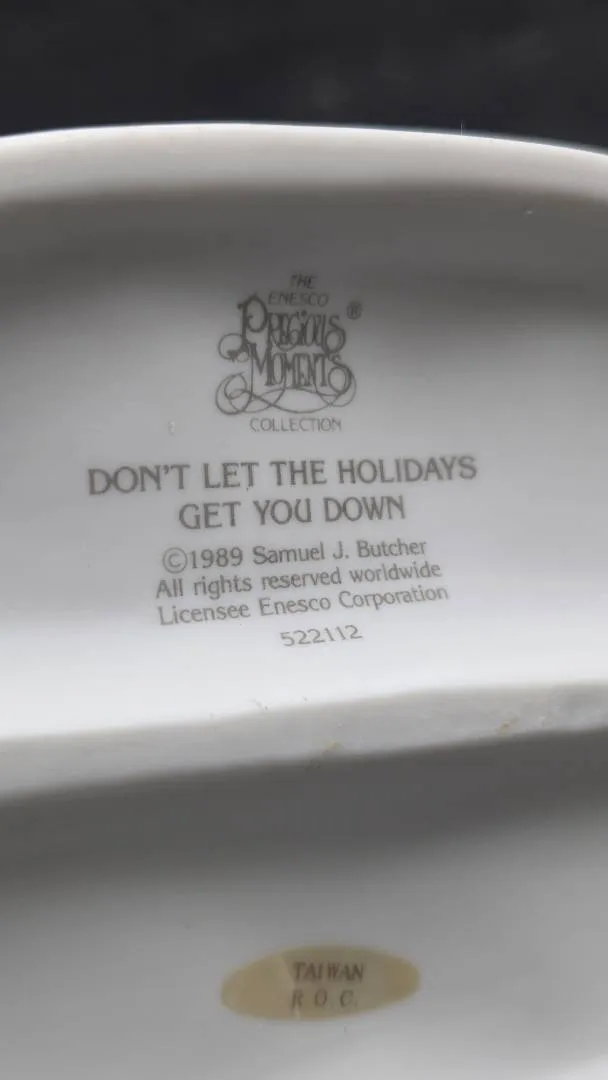 THE
ENESCO
PRECIOUS ®
MOMENTS
COLLECTION
DON'T LET THE HOLIDAYS
GET YOU DOWN
©1989 Samuel J. Butcher
All rights reserved worldwide
Licensee Enesco Corporation
522112
TAIWAN
R. O. C.